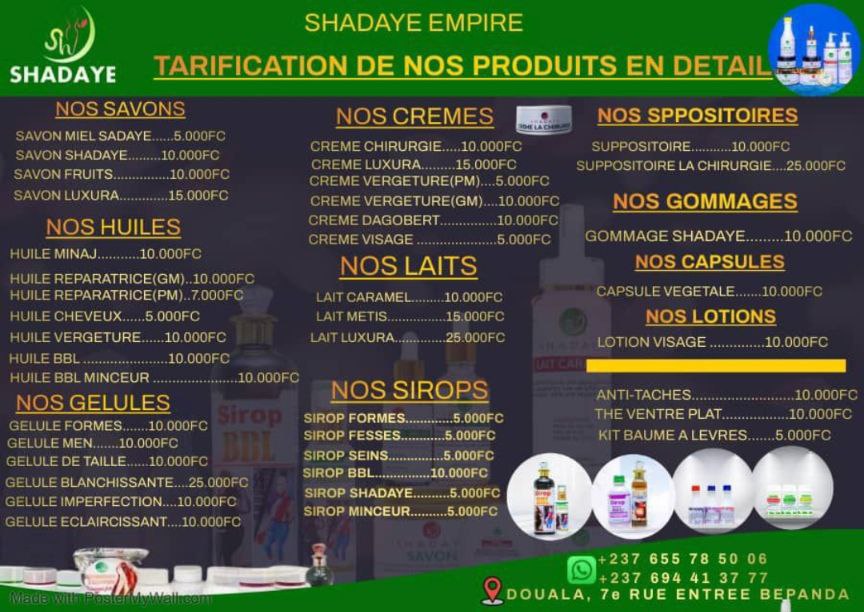 SHADAYE
SHADAYE EMPIRE
TARIFICATION DE NOS PRODUITS EN DETAIL
NOS SAVONS
SAVON MIEL SADAYE......5.000FC
SAVON SHADAYE.........10.000FC
SAVON FRUITS...............10.000FC
SAVON LUXURA.............15.000FC
NOS HUILES
HUILE MINAJ...........10.000FC
HUILE REPARATRICE(GM)..10.000FC
HUILE REPARATRICE(PM)..7.000FC
HUILE CHEVEUX......5.000FC
HUILE VERGETURE......10.000FC
HUILE BBL .....................10.000FC
HUILE BBL MINCEUR .....................10.000FC
NOS GELULES
GELULE FORMES.......10.000FC
GELULE MEN.......10.000FC
GELULE DE TAILLE......10.000FC
GELULE BLANCHISSANTE....25.000FC
GELULE IMPERFECTION....10.000FC
GELULE ECLAIRCISSANT....10.000FC
NOS CREMES
CREME CHIRURGIE.....10.000FC
CREME LUXURA..........15.000FC
CREME VERGETURE(PM)....5.000FC
CREME VERGETURE(GM)....10.000FC
CREME DAGOBERT............10.000FC
CREME VISAGE ...................5.000FC
NOS LAITS
LAIT CARAMEL.........10.000FC
LAIT METIS................15.000FC
LAIT LUXURA..............25.000FC
NOS SIROPS
SIROP FORMES.............5.000FC
SIROP FESSES............5.000FC
SIROP SEINS...............5.000FC
SIROP BBL...............10.000FC
SIROP SHADAYE..........5.000FC
SIROP MINCEUR..........5.000FC
NOS SPPOSITOIRES
SUPPOSITOIRE...........10.000FC
SUPPOSITOIRE LA CHIRURGIE....25.000FC
NOS GOMMAGES
GOMMAGE SHADAYE.........10.000FC
NOS CAPSULES
CAPSULE VEGETALE.......10.000FC
NOS LOTIONS
LOTION VISAGE ..............10.000FC
ANTI-TACHES..........................10.000FC
THE VENTRE PLAT.................10.000FC
KIT BAUME A LEVRES.......5.000FC
Sirop
BBL
SAVON
+237 655 78 50 06
+237 694 41 37 77
DOUALA, 7e RUE ENTREE BEPANDA
Made with PosterMyWall.com